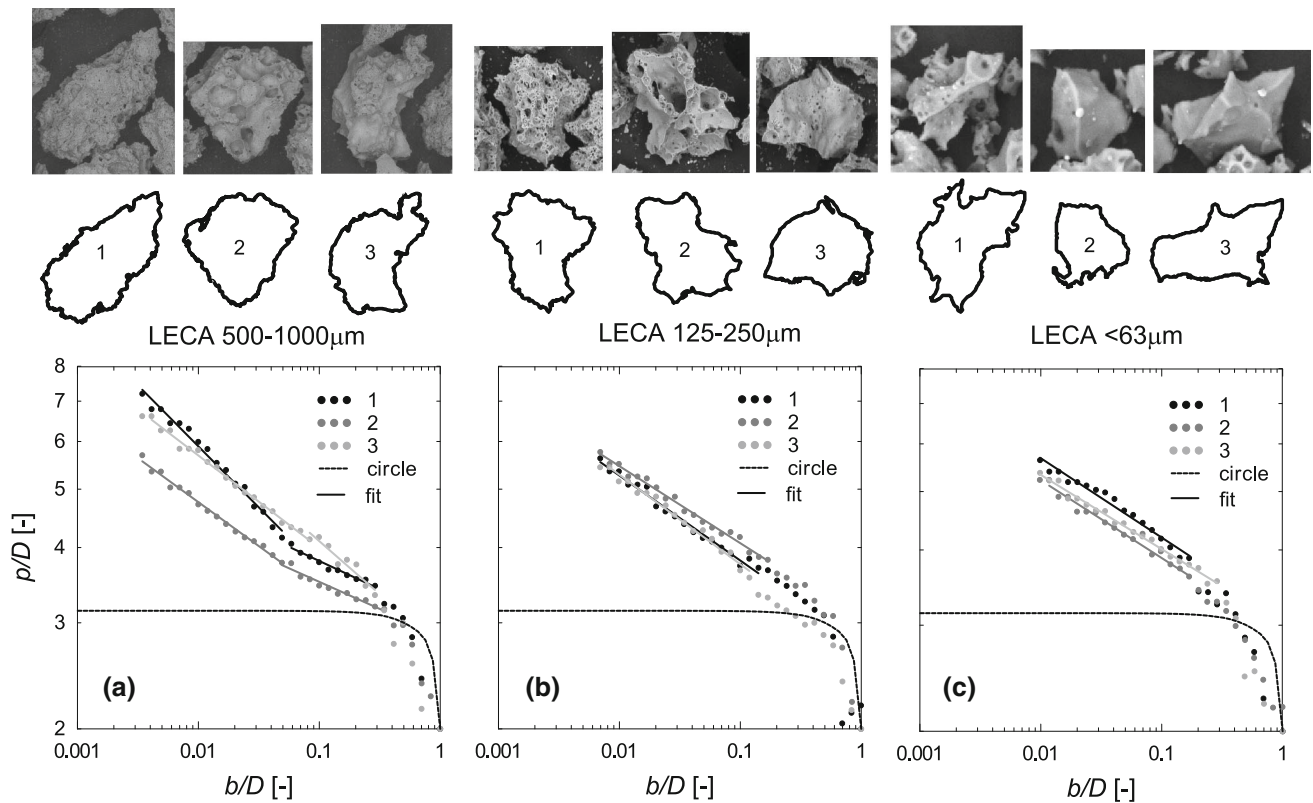 1 2 3 1 2 3 1 2 3
LECA 500-1000μm LECA 125-250μm LECA <63μm
p/D [-]
8
7
6
5
4
3
2
1
2
3
circle
fit
(a)
0.001 0.01 0.1 1
b/D [-]
1
2
3
circle
fit
(b)
0.001 0.01 0.1 1
b/D [-]
1
2
3
circle
fit
(c)
0.001 0.01 0.1 1
b/D [-]